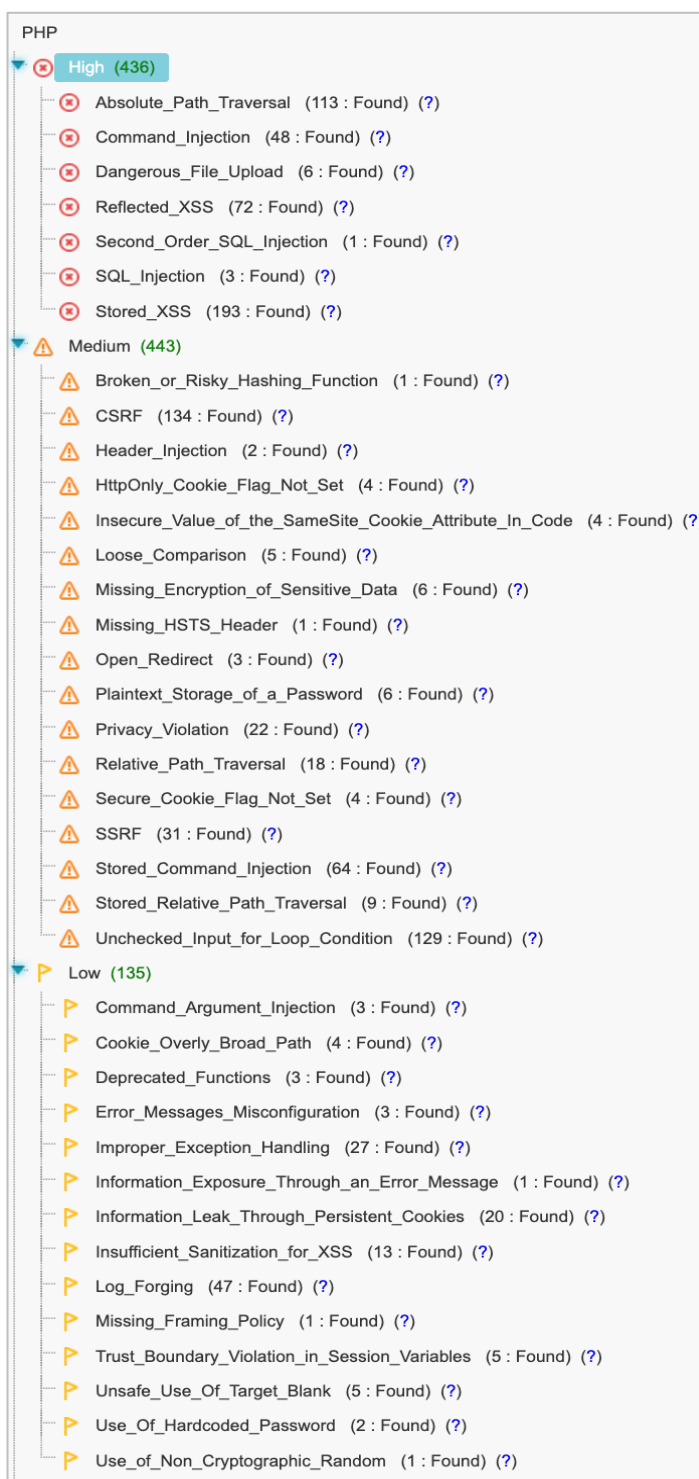 PHP
High (436)
Absolute_Path_Traversal (113 : Found) (?)
Command_Injection (48 : Found) (?)
Dangerous_File_Upload (6 : Found) (?)
Reflected_XSS (72 : Found) (?)
Second_Order_SQL_Injection (1 : Found) (?)
SQL_Injection (3 : Found) (?)
Stored_XSS (193 : Found) (?)
Medium (443)
Broken_or_Risky_Hashing_Function (1 : Found) (?)
CSRF (134 : Found) (?)
Header_Injection (2 : Found) (?)
HttpOnly_Cookie_Flag_Not_Set (4 : Found) (?)
Insecure_Value_of_the_SameSite_Cookie_Attribute_In_Code (4 : Found) (?
Loose_Comparison (5 : Found) (?)
Missing_Encryption_of_Sensitive_Data (6 : Found) (?)
Missing_HSTS_Header (1 : Found) (?)
Open_Redirect (3 : Found) (?)
Plaintext_Storage_of_a_Password (6 : Found) (?)
Privacy_Violation (22 : Found) (?)
Relative_Path_Traversal (18 : Found) (?)
Secure_Cookie_Flag_Not_Set (4 : Found) (?)
SSRF (31 : Found) (?)
Stored_Command_Injection (64 : Found) (?)
Stored_Relative_Path_Traversal (9 : Found) (?)
Unchecked_Input_for_Loop_Condition (129 : Found) (?)
Low (135)
Command_Argument_Injection (3 : Found) (?)
Cookie_Overly_Broad_Path (4 : Found) (?)
Deprecated_Functions (3 : Found) (?)
Error_Messages_Misconfiguration (3 : Found) (?)
Improper_Exception_Handling (27 : Found) (?)
Information_Exposure_Through_an_Error_Message (1 : Found) (?)
Information_Leak_Through_Persistent_Cookies (20 : Found) (?)
Insufficient_Sanitization_for_XSS (13 : Found) (?)
Log_Forging (47 : Found) (?)
Missing_Framing_Policy (1 : Found) (?)
Trust_Boundary_Violation_in_Session_Variables (5 : Found) (?)
Unsafe_Use_Of_Target_Blank (5 : Found) (?)
Use_Of_Hardcoded_Password (2 : Found) (?)
Use_of_Non_Cryptographic_Random (1 : Found) (?)